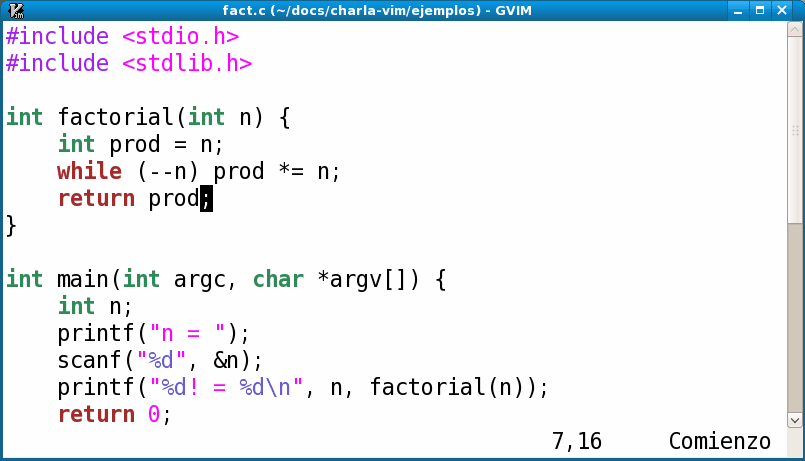 fact.c (~/docs/charla-vim/ejemplos) - GVIM
#include <stdio.h>
#include <stdlib.h>

int factorial(int n) {
    int prod = n;
    while (--n) prod *= n;
    return prod;
}

int main(int argc, char *argv[]) {
    int n;
    printf("n = ");
    scanf("%d", &n);
    printf("%d! = %d\n", n, factorial(n));
    return 0;
7,16 Comienzo